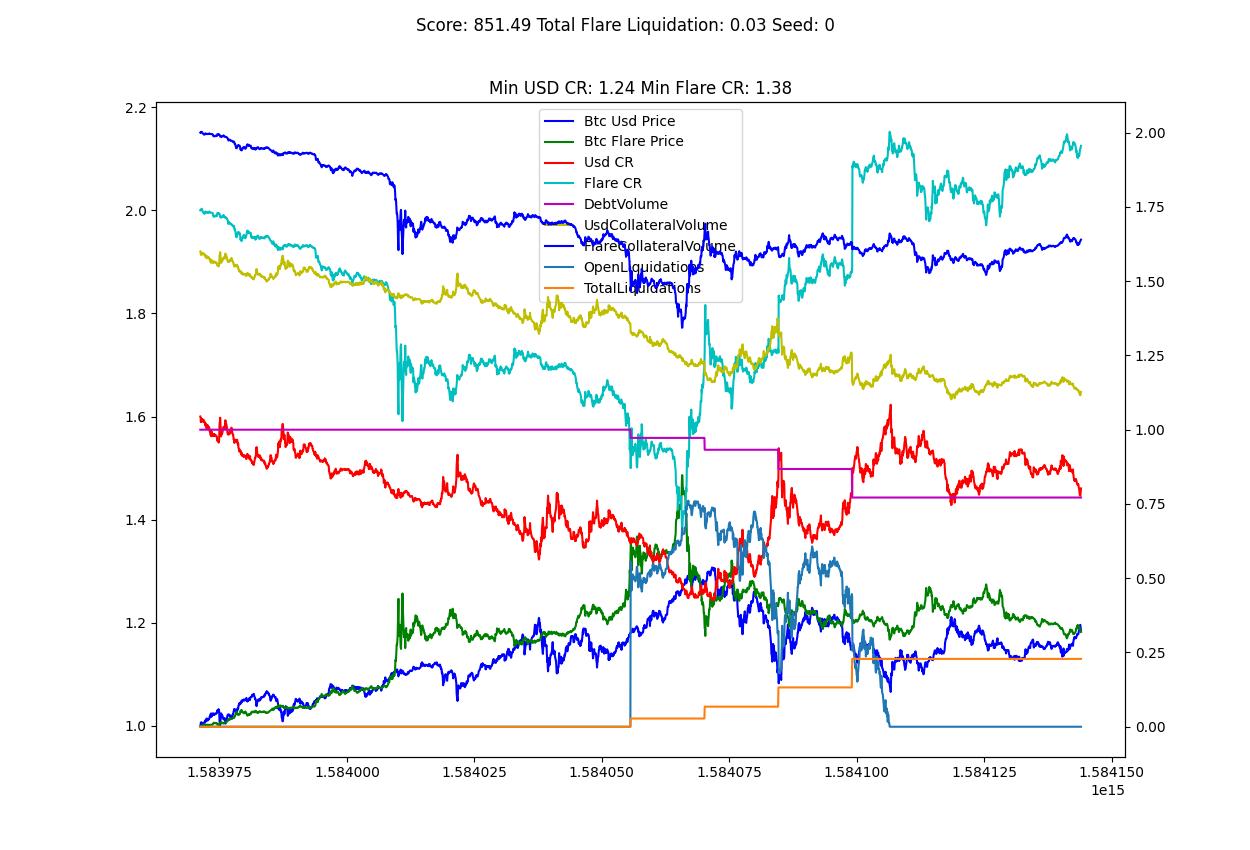 Score: 851.49 Total Flare Liquidation: 0.03 Seed: 0
Min USD CR: 1.24 Min Flare CR: 1.38
Btc Usd Price
Btc Flare Price
Usd CR
Flare CR
DebtVolume
UsdCollateralVolume
FlareCollateralVolume
OpenLiquidations
TotalLiquidations
2.2
2.0
1.8
1.6
1.4
1.2
1.0
2.00
1.75
1.50
1.25
1.00
0.75
0.50
0.25
0.00
1.583975 1.584000 1.584025 1.584050 1.584075 1.584100 1.584125 1.584150
1e15